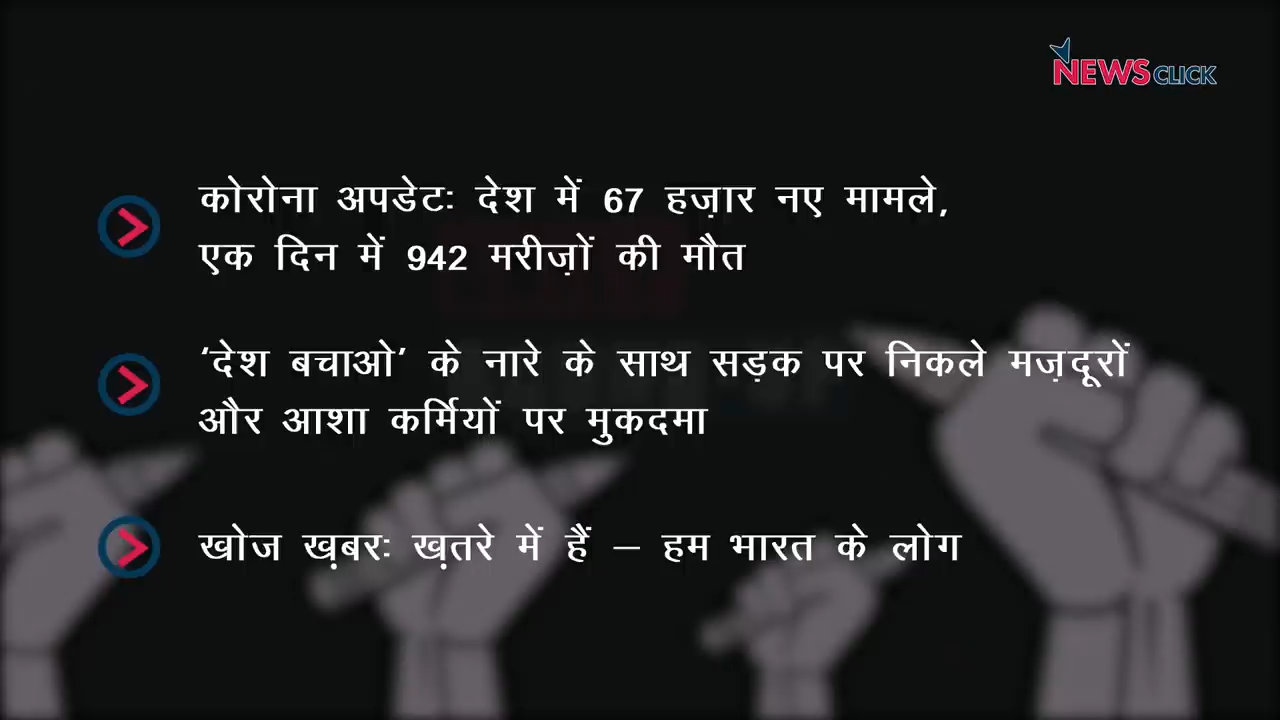 NEWSCLICK
कोरोना अपडेटः देश में 67 हज़ार नए मामले,
एक दिन में 942 मरीज़ों की मौत
‘देश बचाओ’ के नारे के साथ सड़क पर निकले मज़दूरों
और आशा कर्मियों पर मुकदमा
खोज ख़बरः ख़तरे में हैं – हम भारत के लोग